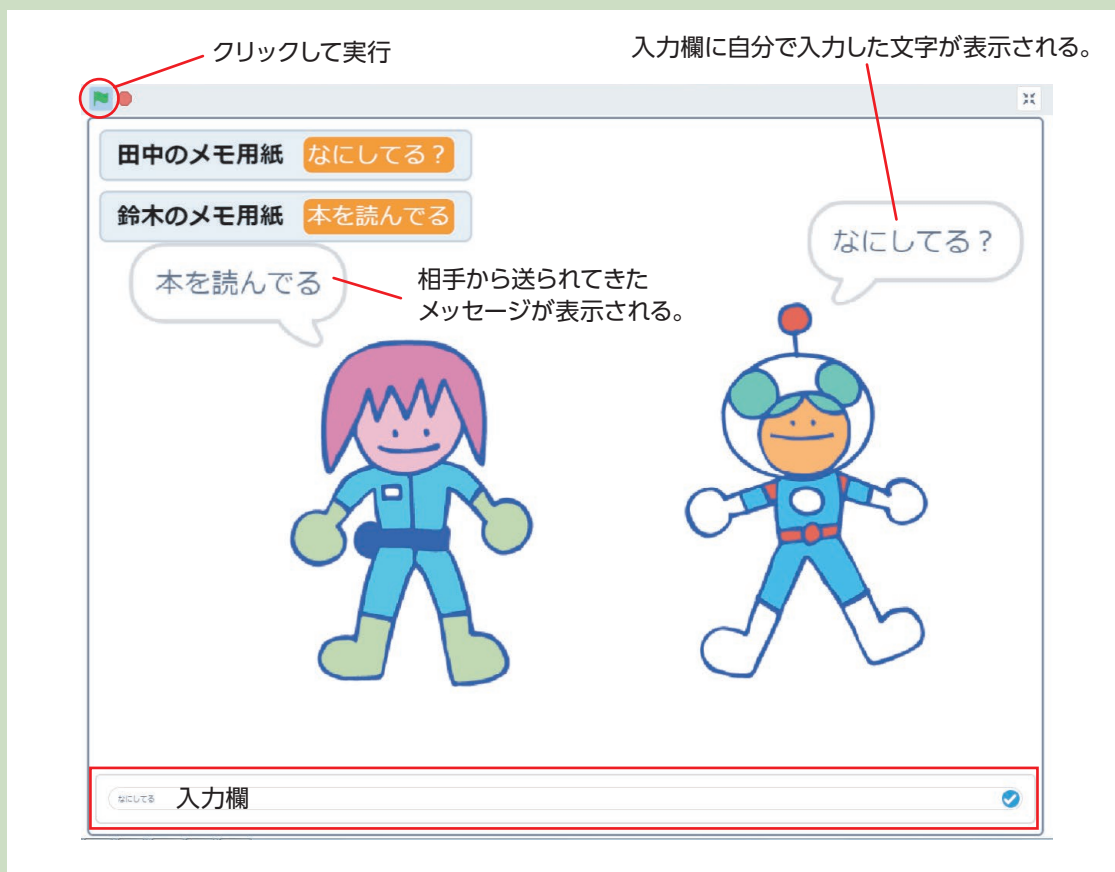 クリックして実行
入力欄に自分で入力した文字が表示される。
田中のメモ用紙 なにしてる？
鈴木のメモ用紙 本を読んでる
なにしてる？
本を読んでる
相手から送られてきた
メッセージが表示される。
なにしてる 入力欄